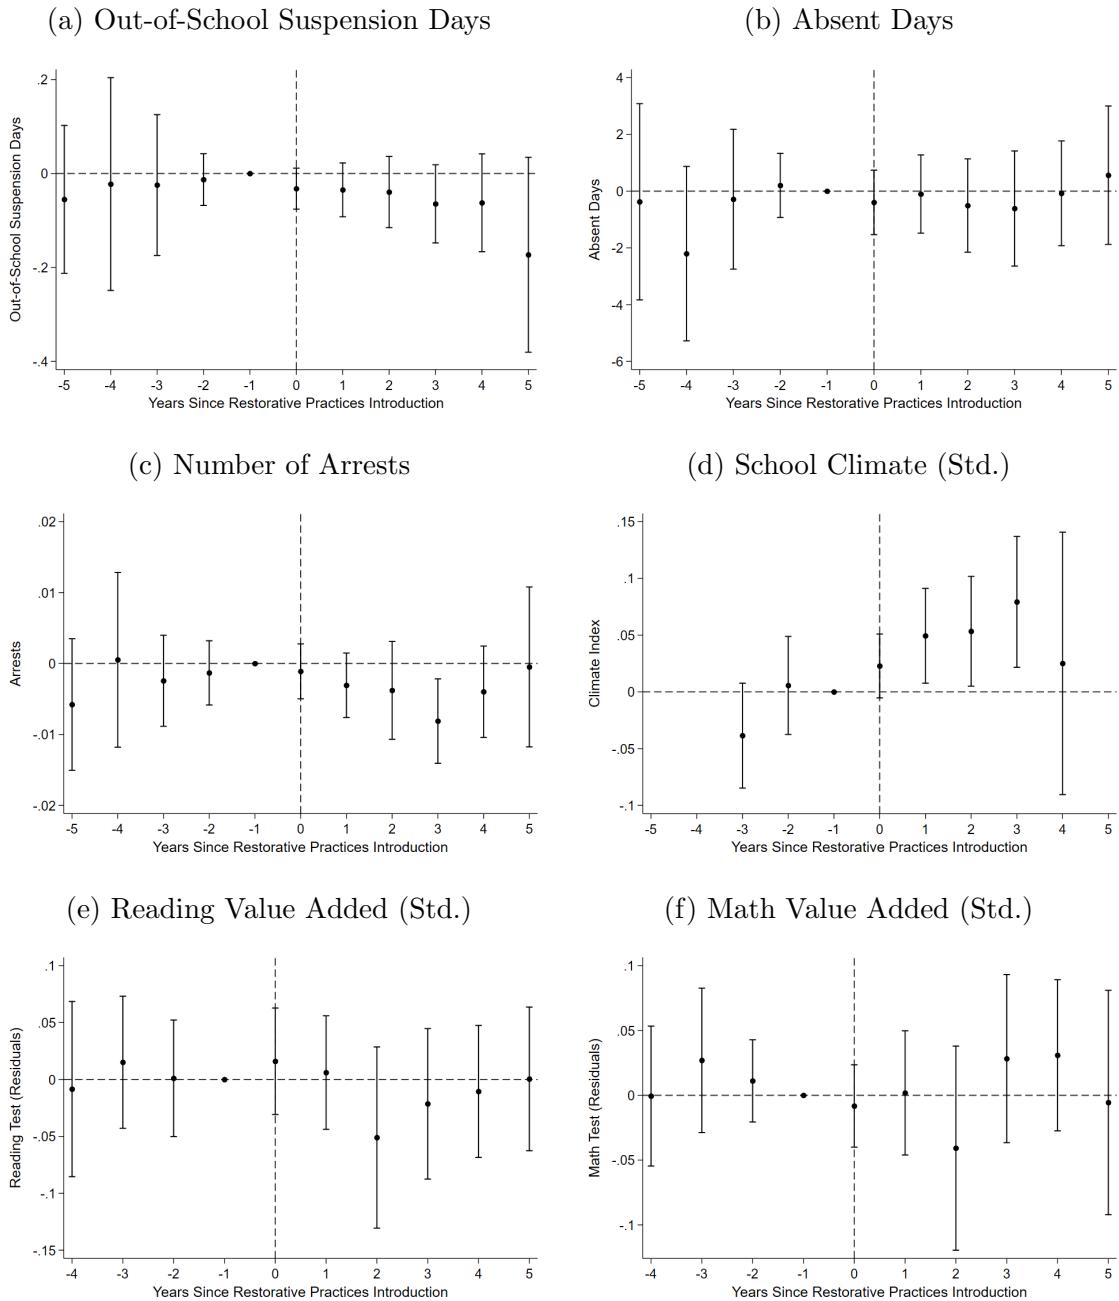 (a) Out-of-School Suspension Days
Out-of-School Suspension Days
.2
0
-.2
-.4
-5 -4 -3 -2 -1 0 1 2 3 4 5
Years Since Restorative Practices Introduction
(b) Absent Days
Absent Days
4
2
0
-2
-4
-6
-5 -4 -3 -2 -1 0 1 2 3 4 5
Years Since Restorative Practices Introduction
(c) Number of Arrests
Arrests
.02
.01
0
-.01
-.02
-5 -4 -3 -2 -1 0 1 2 3 4 5
Years Since Restorative Practices Introduction
(d) School Climate (Std.)
Climate Index
.15
.1
.05
0
-.05
-.1
-5 -4 -3 -2 -1 0 1 2 3 4 5
Years Since Restorative Practices Introduction
(e) Reading Value Added (Std.)
Reading Test (Residuals)
.1
.05
0
-.05
-.1
-.15
-4 -3 -2 -1 0 1 2 3 4 5
Years Since Restorative Practices Introduction
(f) Math Value Added (Std.)
Math Test (Residuals)
.1
.05
0
-.05
-.1
-4 -3 -2 -1 0 1 2 3 4 5
Years Since Restorative Practices Introduction